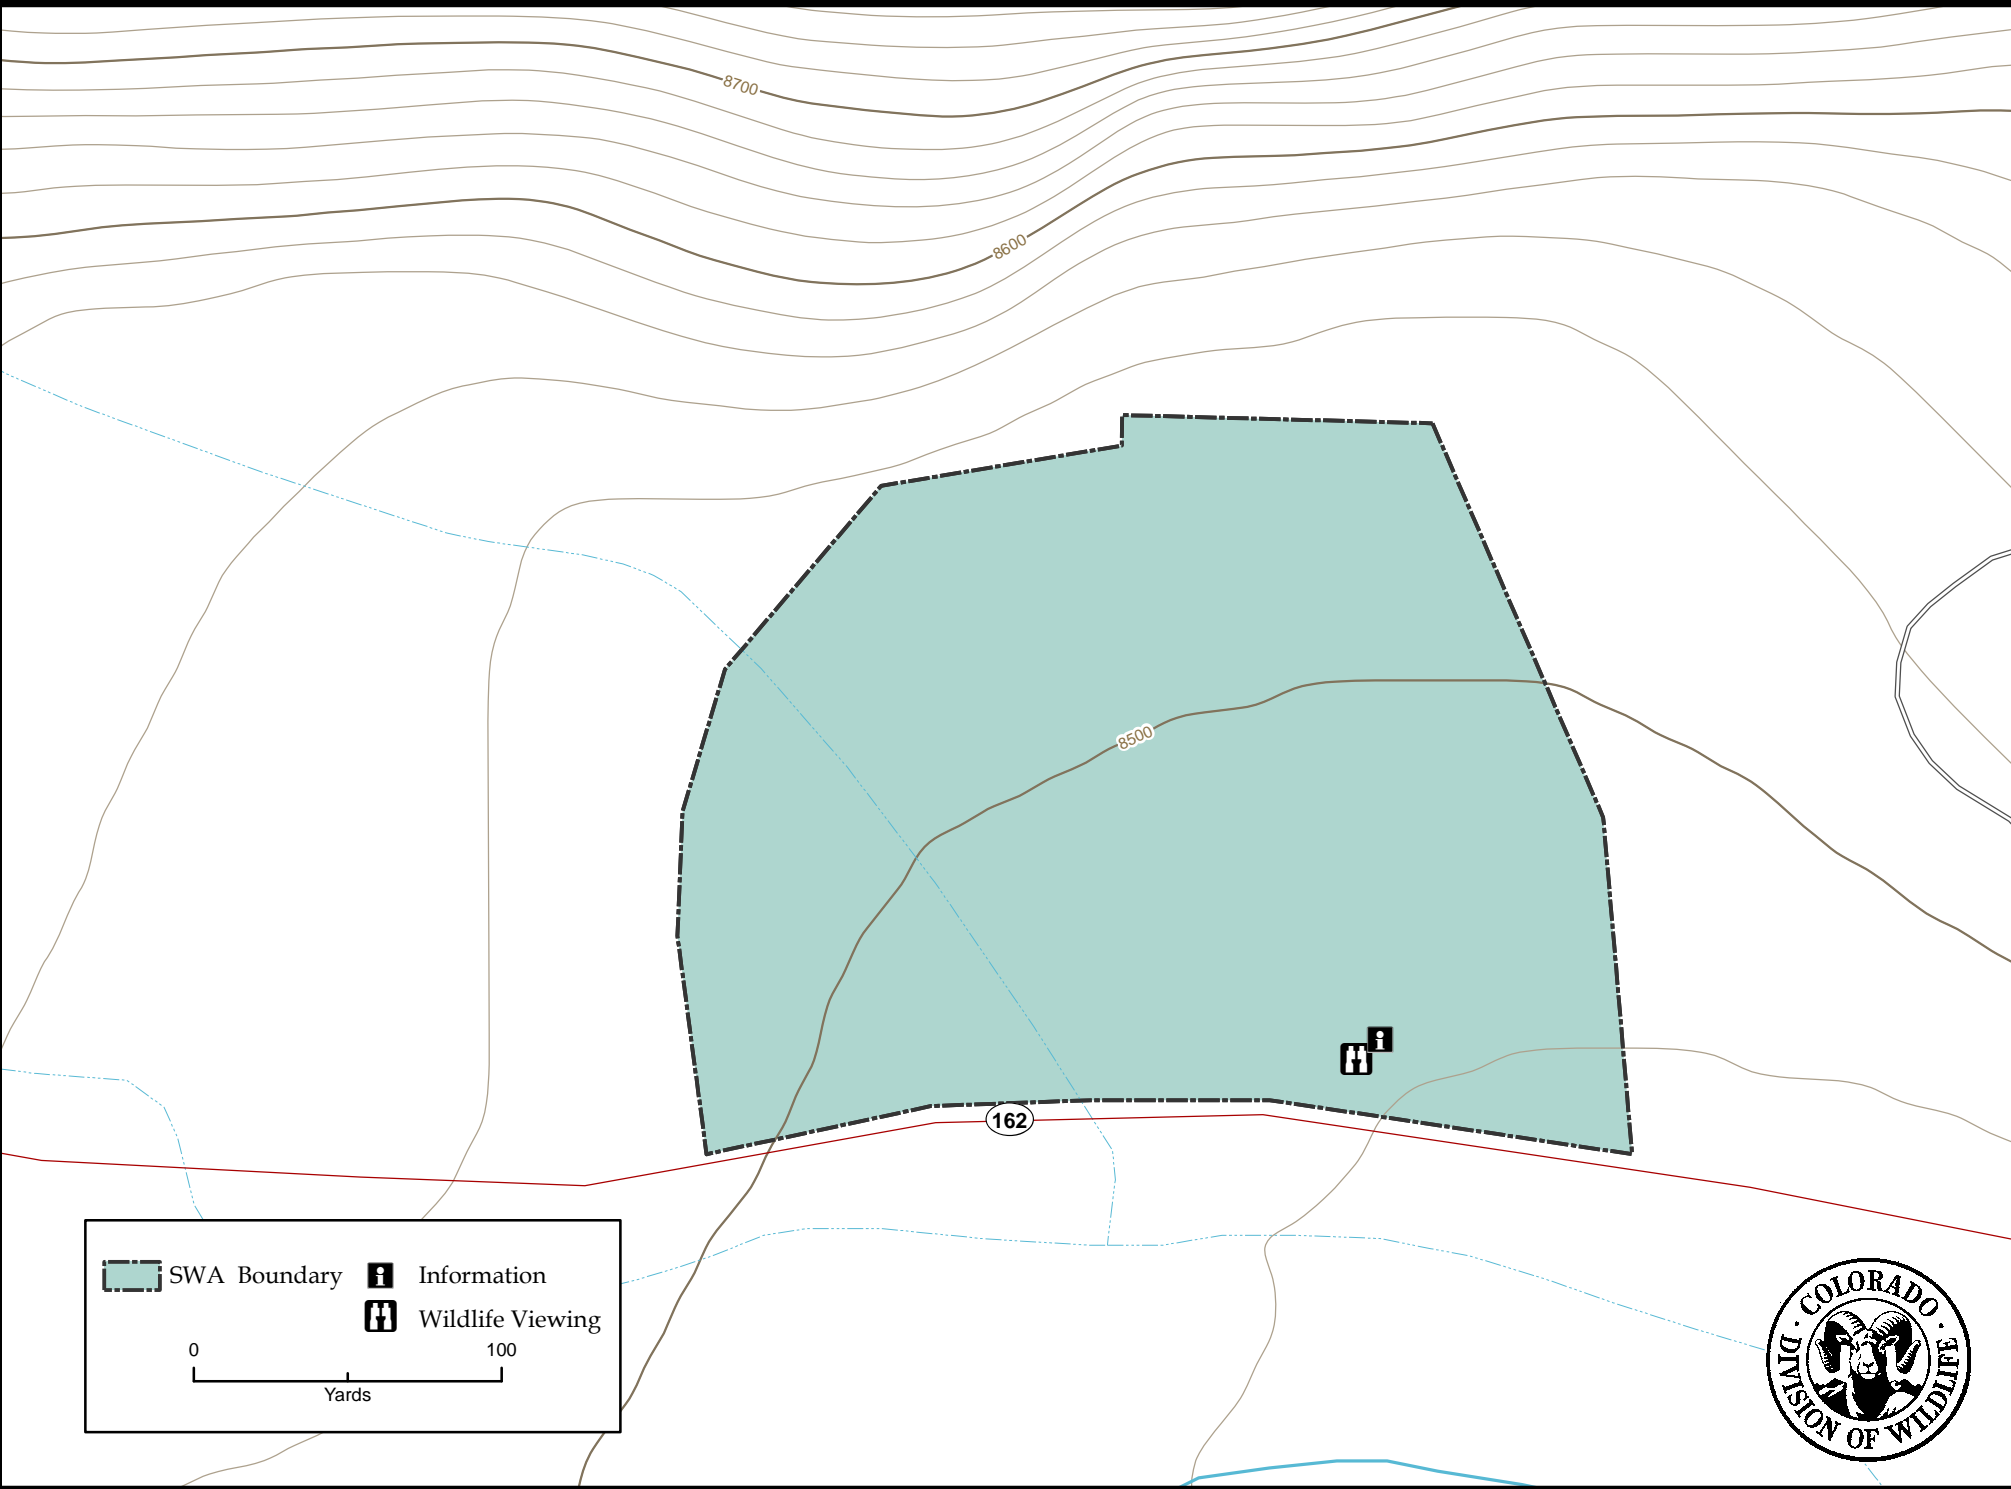 8700
8600
8500
162
SWA Boundary
Information
Wildlife Viewing
0 100
Yards
· COLORADO ·
DIVISION OF WILDLIFE